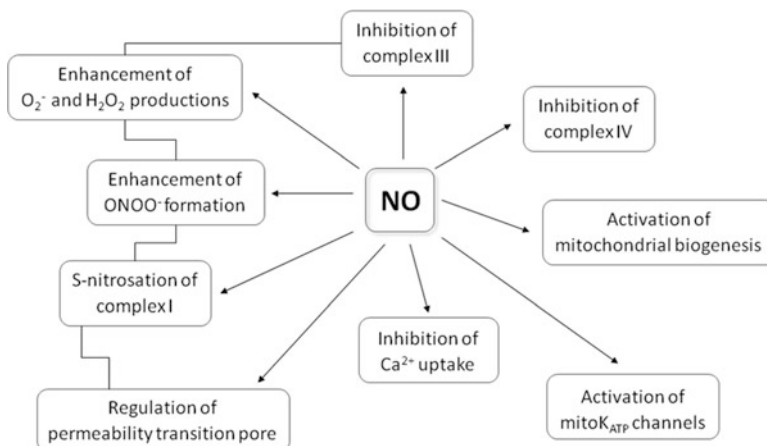 Inhibition of
complex III
Enhancement of
O₂⁻ and H₂O₂ productions
Inhibition of
complex IV
Enhancement of
ONOO⁻ formation
NO
Activation of
mitochondrial biogenesis
S-nitrosation of
complex I
Inhibition of
Ca²⁺ uptake
Regulation of
permeability transition pore
Activation of
mitoK_ATP channels